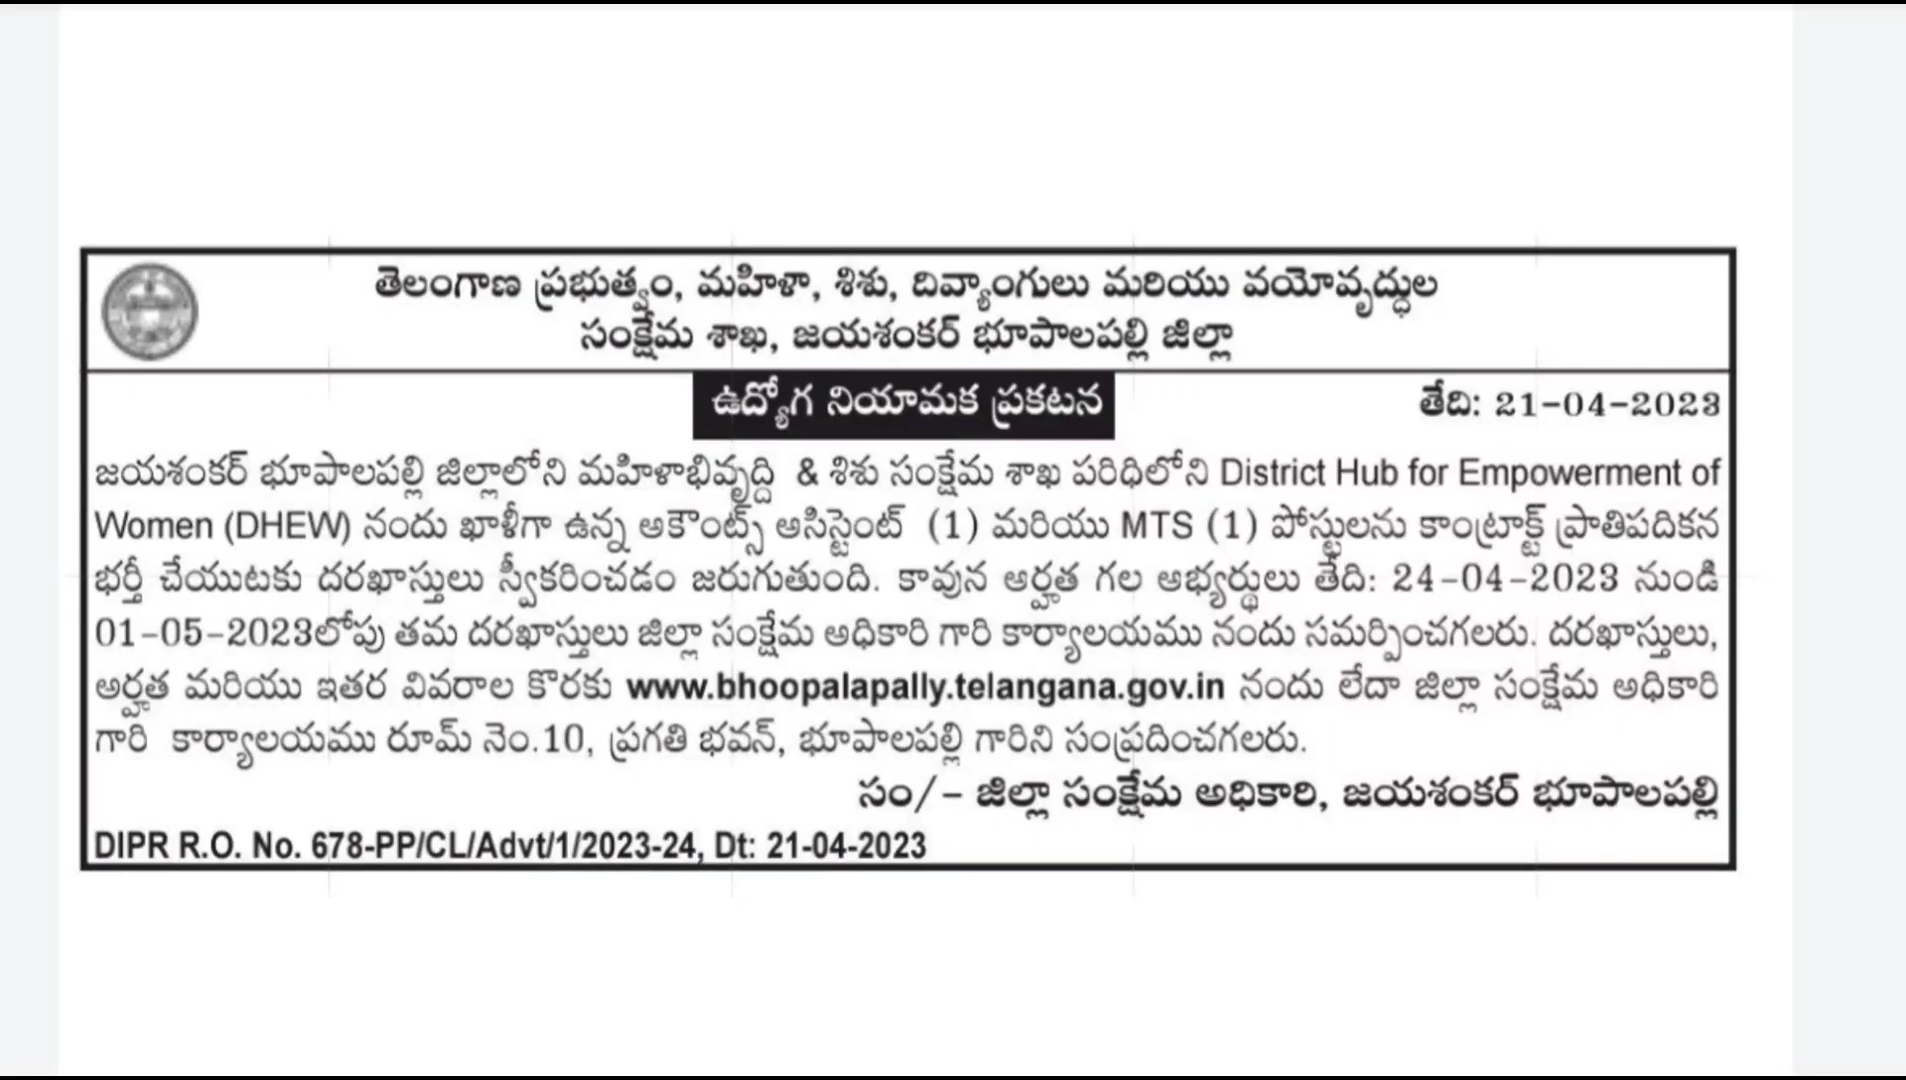 తెలంగాణ ప్రభుత్వం, మహిళా, శిశు, దివ్యాంగులు మరియు వయోవృద్ధుల
సంక్షేమ శాఖ, జయశంకర్ భూపాలపల్లి జిల్లా
ఉద్యోగ నియామక ప్రకటన
తేది: 21-04-2023
జయశంకర్ భూపాలపల్లి జిల్లాలోని మహిళాభివృద్ది & శిశు సంక్షేమ శాఖ పరిధిలోని District Hub for Empowerment of
Women (DHEW) నందు ఖాళీగా ఉన్న అకౌంట్స్ ఆసిస్టెంట్ (1) మరియు MTS (1) పోస్టులను కాంట్రాక్ట్ ప్రాతిపదికన
భర్తీ చేయుటకు దరఖాస్తులు స్వీకరించడం జరుగుతుంది. కావున అర్హత గల అభ్యర్థులు తేది: 24-04-2023 నుండి
01-05-2023లోపు తమ దరఖాస్తులు జిల్లా సంక్షేమ అధికారి గారి కార్యాలయము నందు సమర్పించగలరు. దరఖాస్తులు,
అర్హత మరియు ఇతర వివరాల కొరకు www.bhoopalapally.telangana.gov.in నందు లేదా జిల్లా సంక్షేమ అధికారి
గారి కార్యాలయము రూమ్ నెం.10, ప్రగతి భవన్, భూపాలపల్లి గారిని సంప్రదించగలరు.
సం/- జిల్లా సంక్షేమ అధికారి, జయశంకర్ భూపాలపల్లి
DIPR R.O. No. 678-PP/CL/Advt/1/2023-24, Dt: 21-04-2023